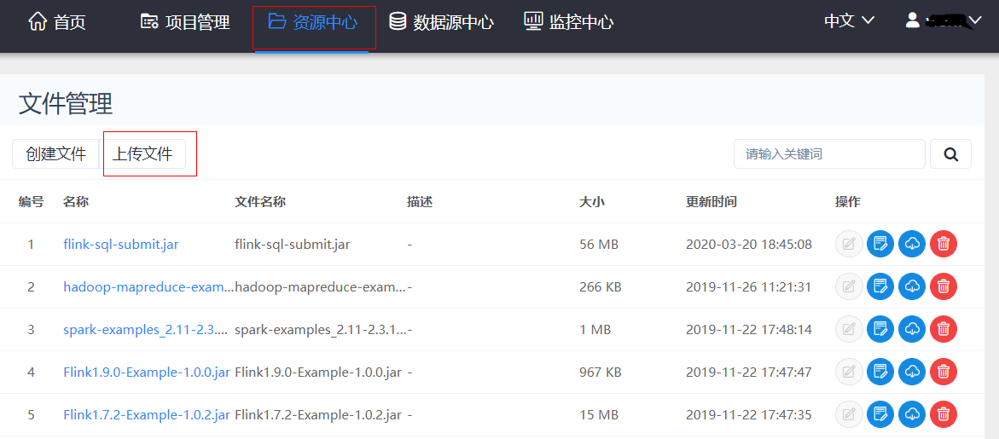 首页 项目管理 资源中心 数据源中心 监控中心 中文
文件管理
创建文件 上传文件 请输入关键词
编号 名称 文件名称 描述 大小 更新时间 操作
1 flink-sql-submit.jar flink-sql-submit.jar - 56 MB 2020-03-20 18:45:08
2 hadoop-mapreduce-exam... hadoop-mapreduce-exam... - 266 KB 2019-11-26 11:21:31
3 spark-examples_2.11-2.3.... spark-examples_2.11-2.3.1... - 1 MB 2019-11-22 17:48:14
4 Flink1.9.0-Example-1.0.0.jar Flink1.9.0-Example-1.0.0.jar - 967 KB 2019-11-22 17:47:47
5 Flink1.7.2-Example-1.0.2.jar Flink1.7.2-Example-1.0.2.jar - 15 MB 2019-11-22 17:47:35